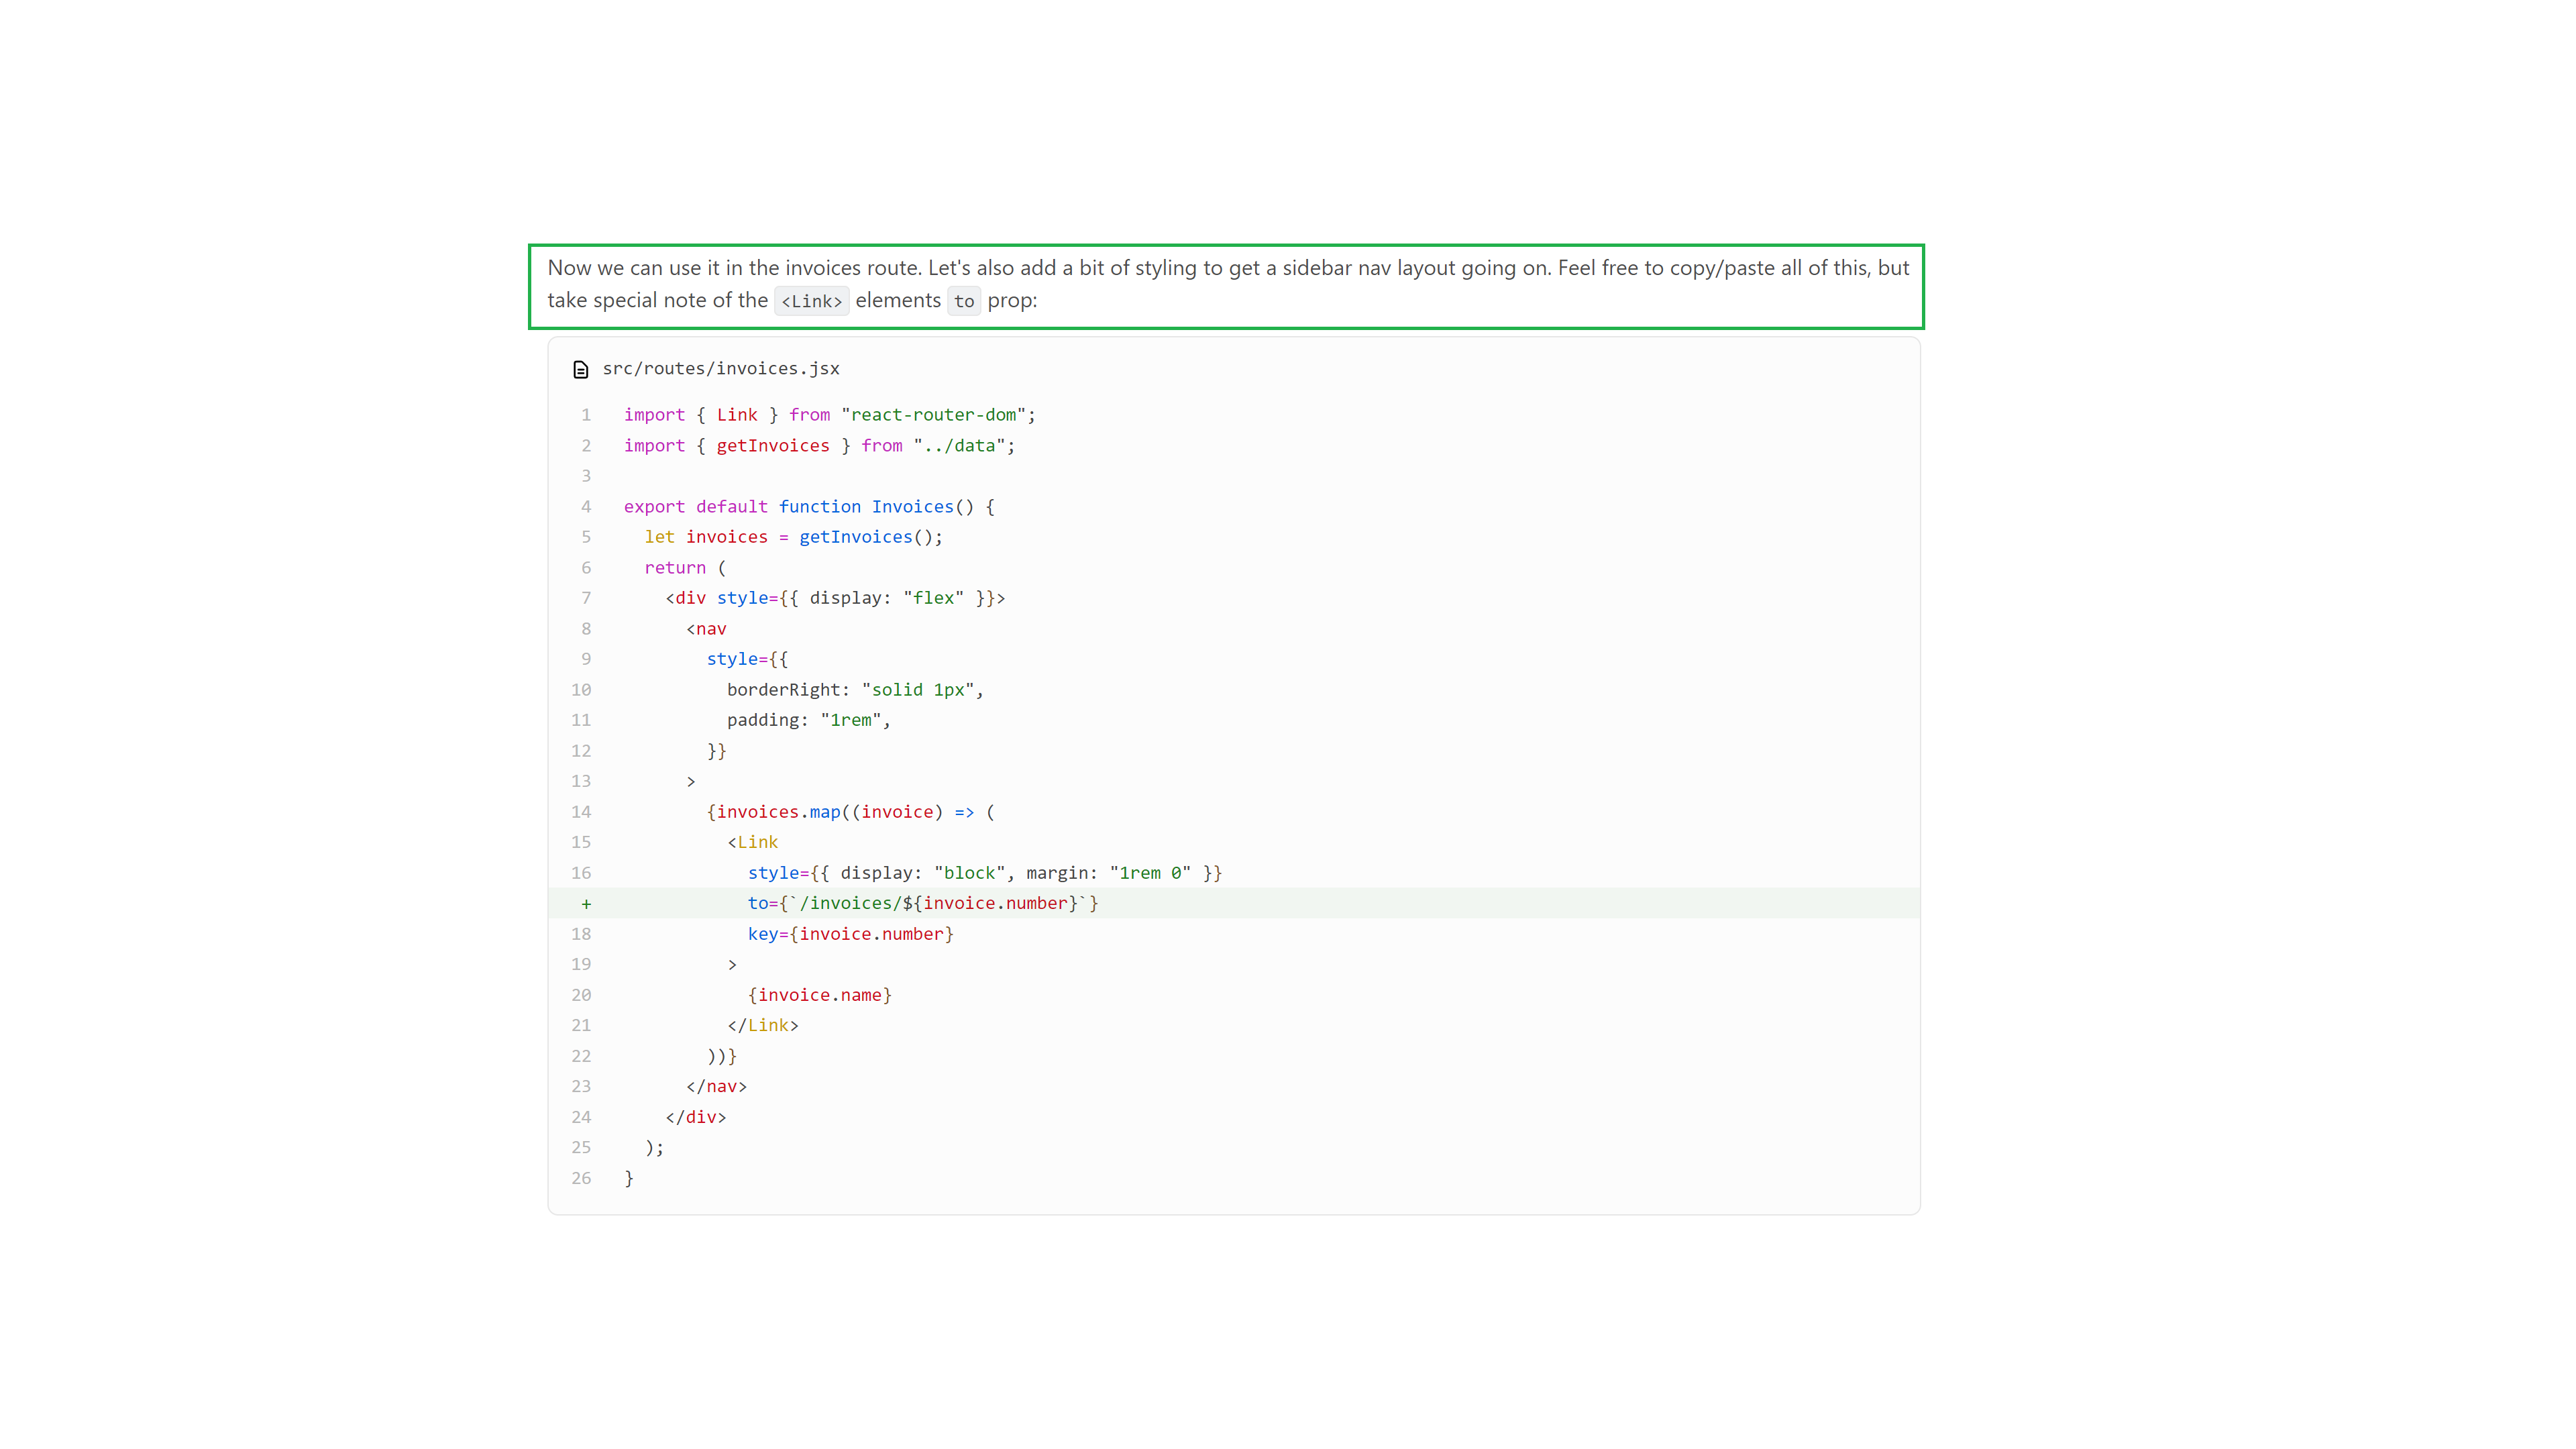 Now we can use it in the invoices route. Let's also add a bit of styling to get a sidebar nav layout going on. Feel free to copy/paste all of this, but
take special note of the <Link> elements to prop:
src/routes/invoices.jsx
1 import { Link } from "react-router-dom";
2 import { getInvoices } from "../data";
3
4 export default function Invoices() {
5   let invoices = getInvoices();
6   return (
7     <div style={{ display: "flex" }}>
8       <nav
9         style={{
10           borderRight: "solid 1px",
11           padding: "1rem",
12         }}
13       >
14         {invoices.map((invoice) => (
15           <Link
16             style={{ display: "block", margin: "1rem 0" }}
+             to={`/invoices/${invoice.number}`}
18             key={invoice.number}
19           >
20             {invoice.name}
21           </Link>
22         ))}
23       </nav>
24     </div>
25   );
26 }